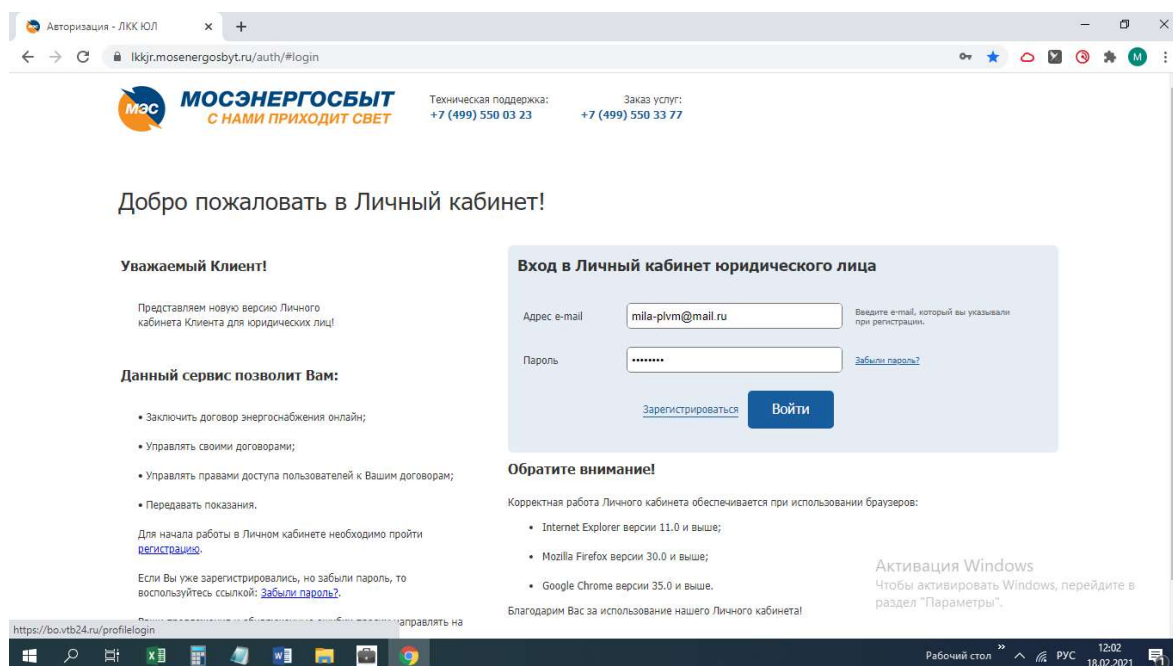 Авторизация - ЛКК ЮЛ
lkkjr.mosenergosbyt.ru/auth/#login
М
МЭС
МОСЭНЕРГОСБЫТ
С НАМИ ПРИХОДИТ СВЕТ
Техническая поддержка:
+7 (499) 550 03 23
Заказ услуг:
+7 (499) 550 33 77
Добро пожаловать в Личный кабинет!
Уважаемый Клиент!
Представляем новую версию Личного
кабинета Клиента для юридических лиц!
Данный сервис позволит Вам:
• Заключить договор энергоснабжения онлайн;
• Управлять своими договорами;
• Управлять правами доступа пользователей к Вашим договорам;
• Передавать показания.
Для начала работы в Личном кабинете необходимо пройти
регистрацию.
Если Вы уже зарегистрировались, но забыли пароль, то
воспользуйтесь ссылкой: Забыли пароль?.
направлять на
Вход в Личный кабинет юридического лица
Адрес e-mail
mila-plvm@mail.ru
Введите e-mail, который вы указывали
при регистрации.
Пароль
••••••••
Забыли пароль?
Зарегистрироваться
Войти
Обратите внимание!
Корректная работа Личного кабинета обеспечивается при использовании браузеров:
• Internet Explorer версии 11.0 и выше;
• Mozilla Firefox версии 30.0 и выше;
• Google Chrome версии 35.0 и выше.
Благодарим Вас за использование нашего Личного кабинета!
Активация Windows
Чтобы активировать Windows, перейдите в
раздел "Параметры".
https://bo.vtb24.ru/profilelogin
Рабочий стол
РУС
12:02
18.02.2021